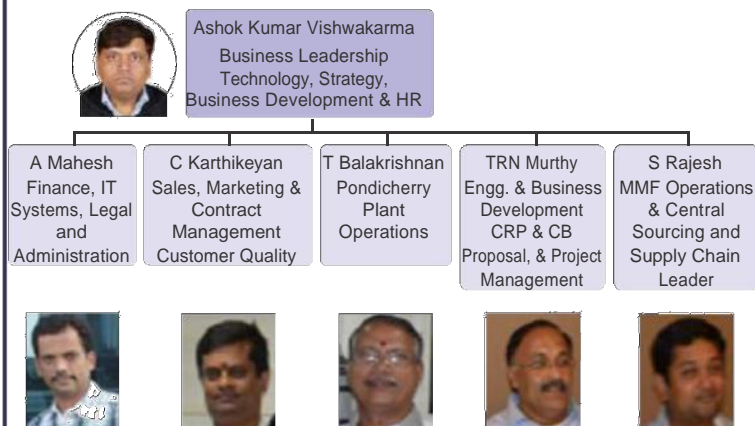 Ashok Kumar Vishwakarma
Business Leadership
Technology, Strategy,
Business Development & HR
A Mahesh
Finance, IT
Systems, Legal
and
Administration
C Karthikeyan
Sales, Marketing &
Contract
Management
Customer Quality
T Balakrishnan
Pondicherry
Plant
Operations
TRN Murthy
Engg. & Business
Development
CRP & CB
Proposal, & Project
Management
S Rajesh
MMF Operations
& Central
Sourcing and
Supply Chain
Leader